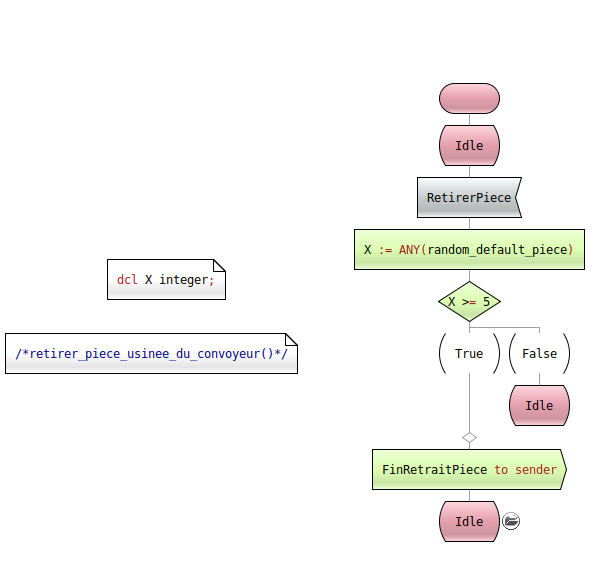 Idle
RetirerPiece
X := ANY(random_default_piece)
dcl X integer;
X >= 5
/*retirer_piece_usinee_du_convoyeur()*/
True
False
Idle
FinRetraitPiece to sender
Idle